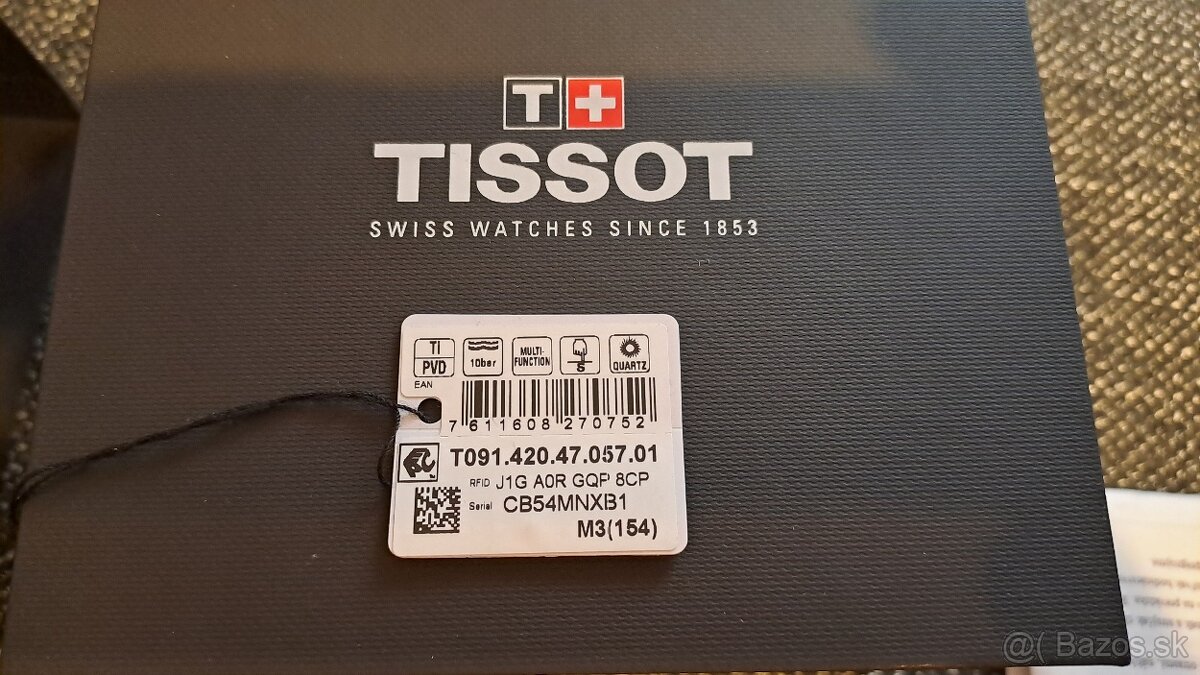 T
TISSOT
SWISS WATCHES SINCE 1853
TI
PVD
10bar
MULTI-
FUNCTION
S
QUARTZ
EAN
7 611608 270752
T091.420.47.057.01
RFID J1G A0R GQP 8CP
Serial CB54MNXB1
M3(154)
@( Bazos.sk